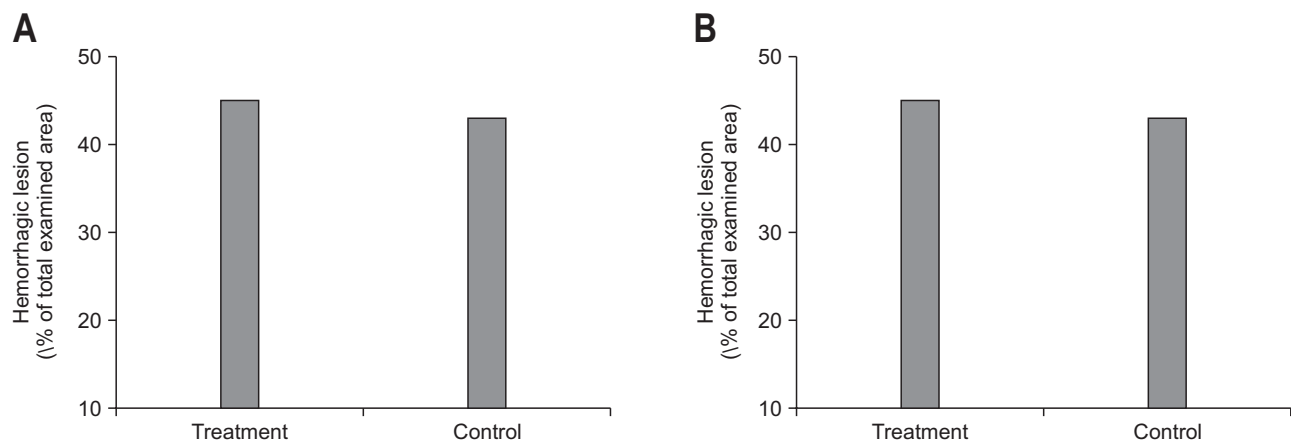 A
50
40
30
20
10
Hemorrhagic lesion
(\% of total examined area)
Treatment
Control
B
50
40
30
20
10
Hemorrhagic lesion
(\% of total examined area)
Treatment
Control